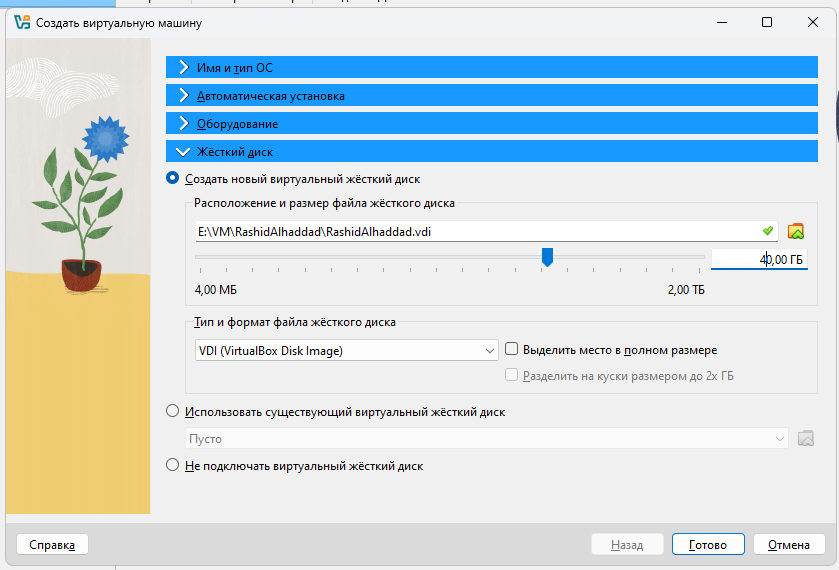 Создать виртуальную машину
Имя и тип ОС
Автоматическая установка
Оборудование
Жёсткий диск
Создать новый виртуальный жёсткий диск
Расположение и размер файла жёсткого диска
E:\VM\RashidAlhaddad\RashidAlhaddad.vdi
40,00 ГБ
4,00 МБ 2,00 ТБ
Тип и формат файла жёсткого диска
VDI (VirtualBox Disk Image) Выделить место в полном размере
Разделить на куски размером до 2х ГБ
Использовать существующий виртуальный жёсткий диск
Пусто
Не подключать виртуальный жёсткий диск
Справка Назад Готово Отмена